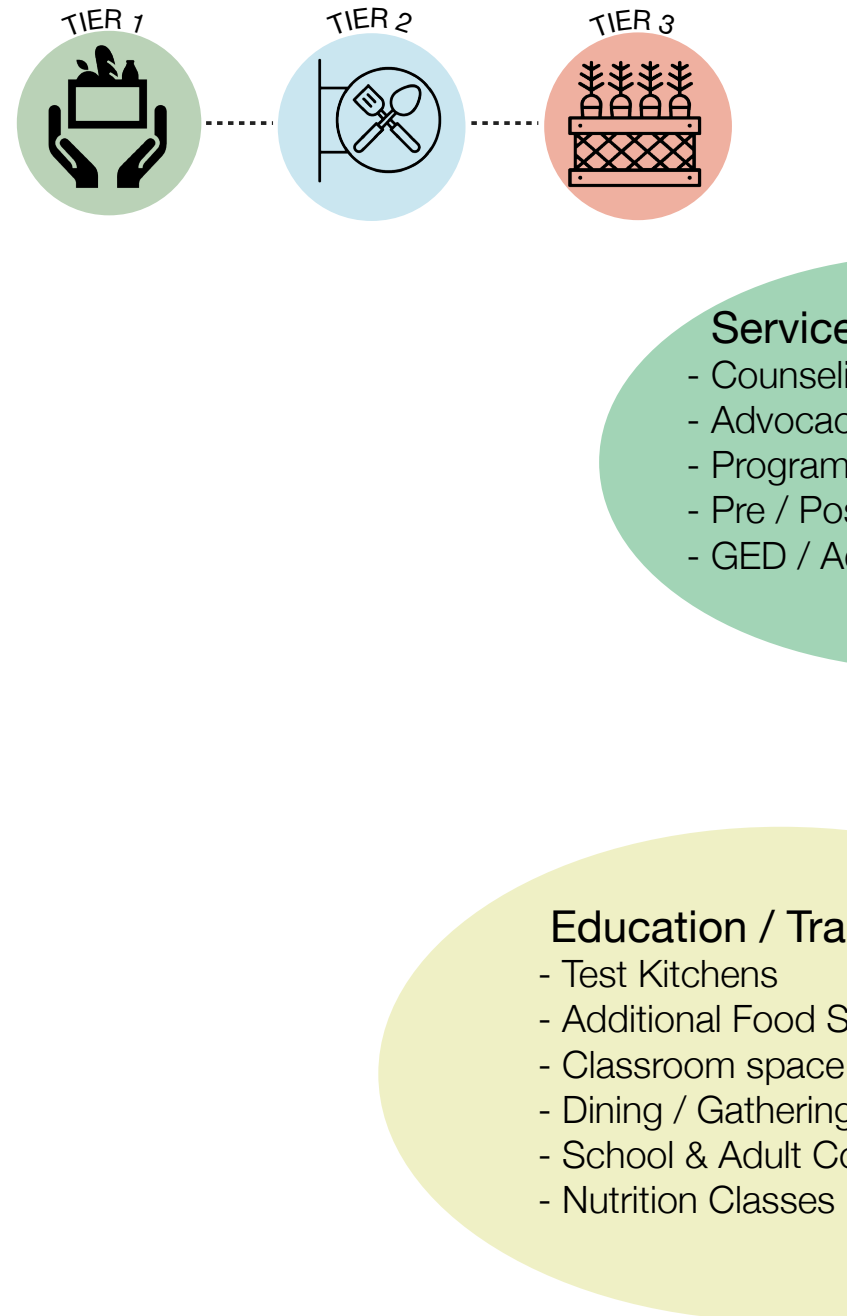 TIER 1
TIER 2
TIER 3
Service
- Counseli
- Advocac
- Program
- Pre / Pos
- GED / A
Education / Tra
- Test Kitchens
- Additional Food S
- Classroom space
- Dining / Gathering
- School & Adult Co
- Nutrition Classes